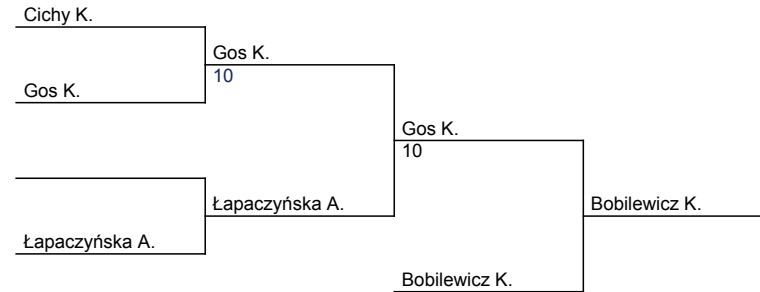 Cichy K.
Gos K.
10
Gos K.
Gos K.
10
Łapaczyńska A.
Bobilewicz K.
Łapaczyńska A.
Bobilewicz K.